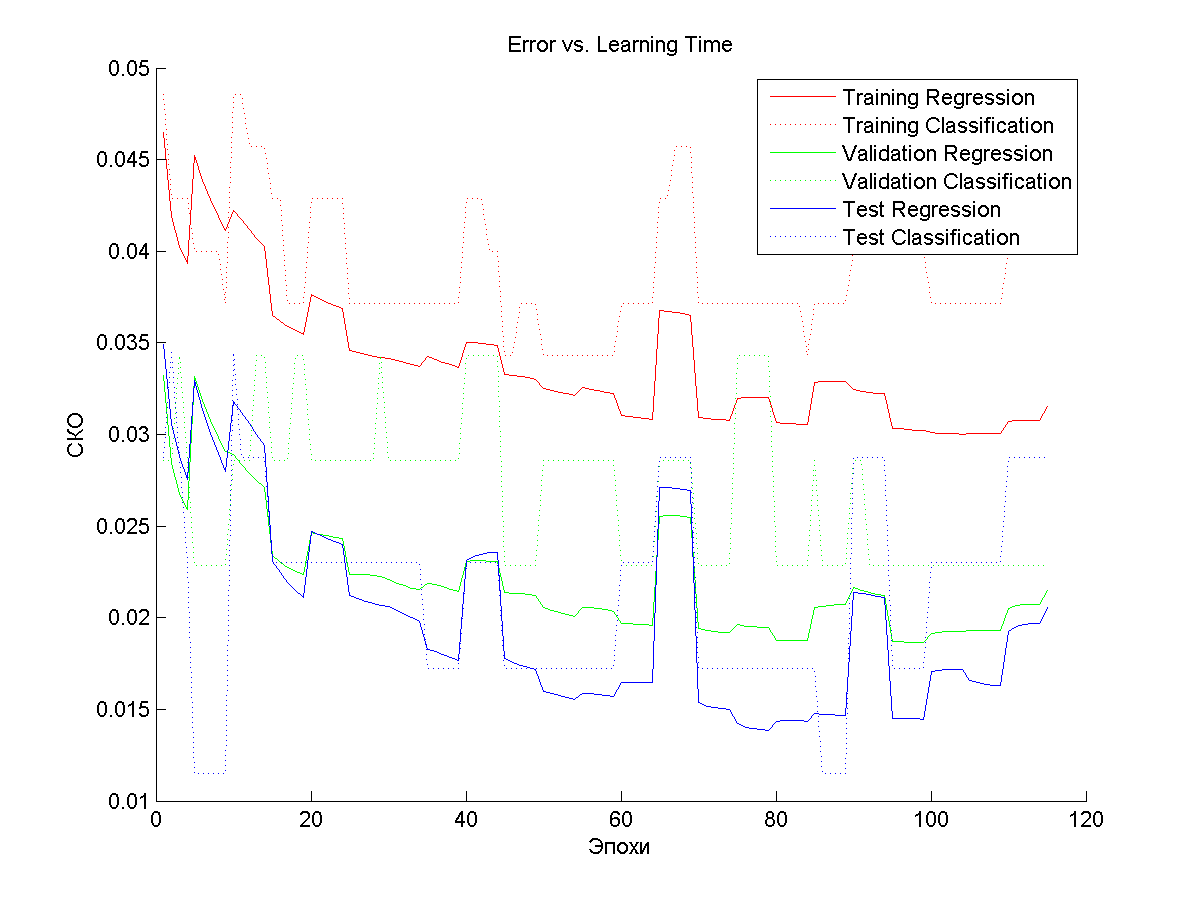 Error vs. Learning Time
0.05
0.045
0.04
0.035
0.03
0.025
0.02
0.015
0.01
СКО
Training Regression
Training Classification
Validation Regression
Validation Classification
Test Regression
Test Classification
0 20 40 60 80 100 120
Эпохи